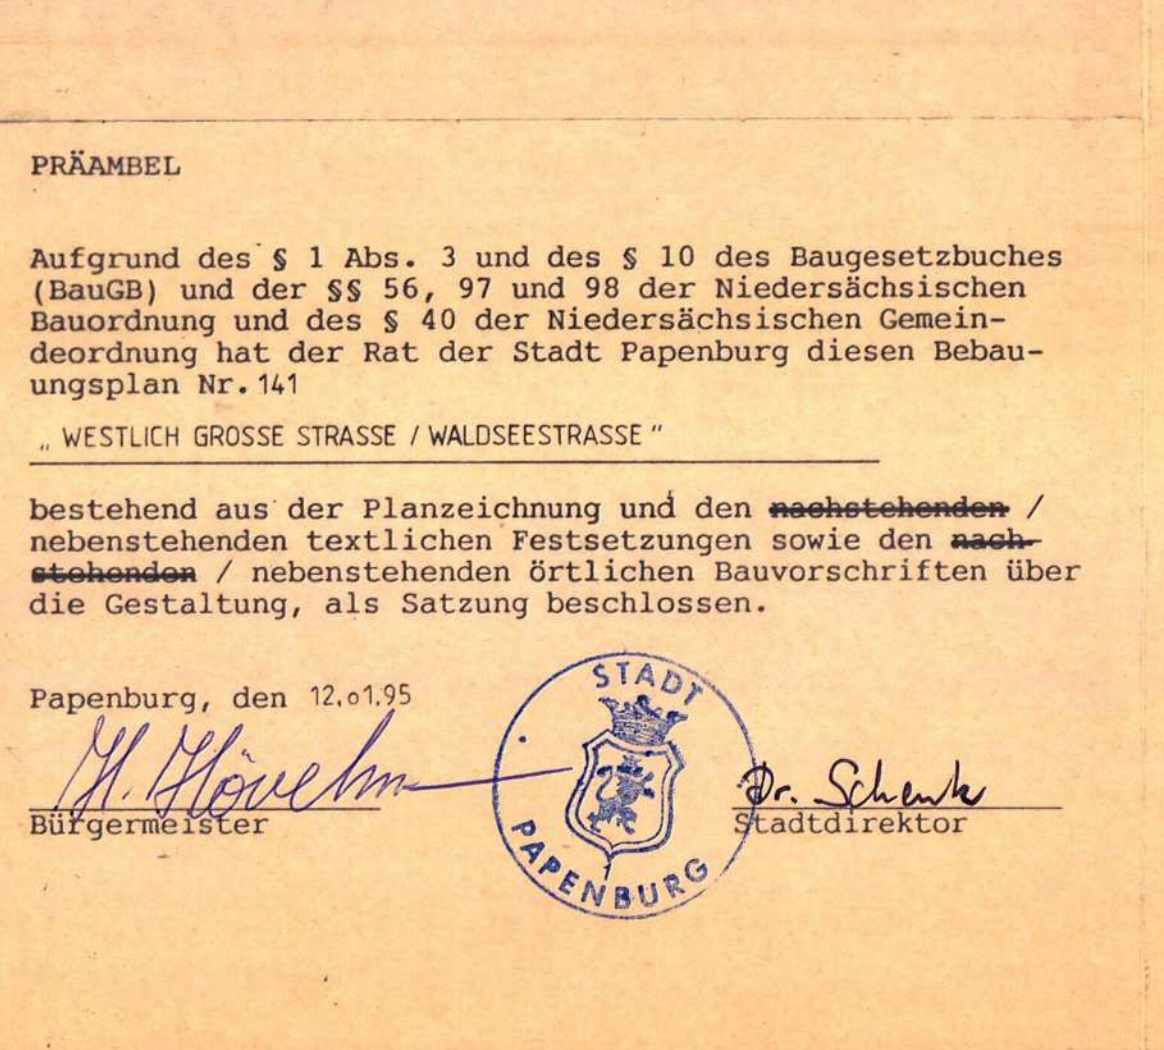 PRÄAMBEL
Aufgrund des § 1 Abs. 3 und des § 10 des Baugesetzbuches
(BauGB) und der §§ 56, 97 und 98 der Niedersächsischen
Bauordnung und des § 40 der Niedersächsischen Gemein-
deordnung hat der Rat der Stadt Papenburg diesen Bebau-
ungsplan Nr. 141
„ WESTLICH GROSSE STRASSE / WALDSEESTRASSE "
bestehend aus der Planzeichnung und den nachstehenden /
nebenstehenden textlichen Festsetzungen sowie den nach-
stehenden / nebenstehenden örtlichen Bauvorschriften über
die Gestaltung, als Satzung beschlossen.
Papenburg, den 12.01.95
H. Hövelm
Bürgermeister
STADT
PAPENBURG
1
Dr. Schenk
Stadtdirektor